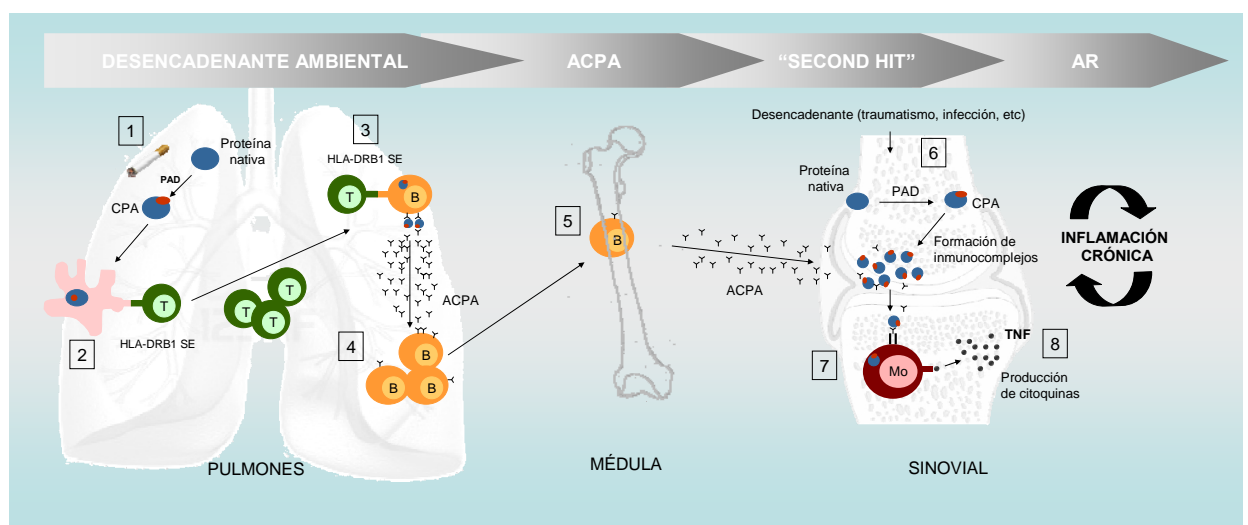 DESENCADENANTE AMBIENTAL
ACPA
“SECOND HIT”
AR
1
Proteína
nativa
PAD
CPA
2
T
HLA-DRB1 SE
T
T
T
3
HLA-DRB1 SE
T
B
ACPA
4
B
B
B
PULMONES
5
B
MÉDULA
ACPA
Desencadenante (traumatismo, infección, etc)
6
Proteína
nativa
PAD
CPA
Formación de
inmunocomplejos
7
Mo
TNF
8
Producción
de citoquinas
SINOVIAL
INFLAMACIÓN
CRÓNICA